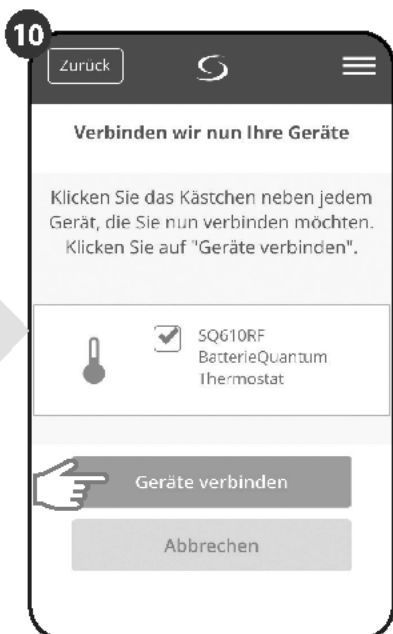 10
Zurück
Verbinden wir nun Ihre Geräte
Klicken Sie das Kästchen neben jedem
Gerät, die Sie nun verbinden möchten.
Klicken Sie auf "Geräte verbinden".
SQ610RF
BatterieQuantum
Thermostat
Geräte verbinden
Abbrechen